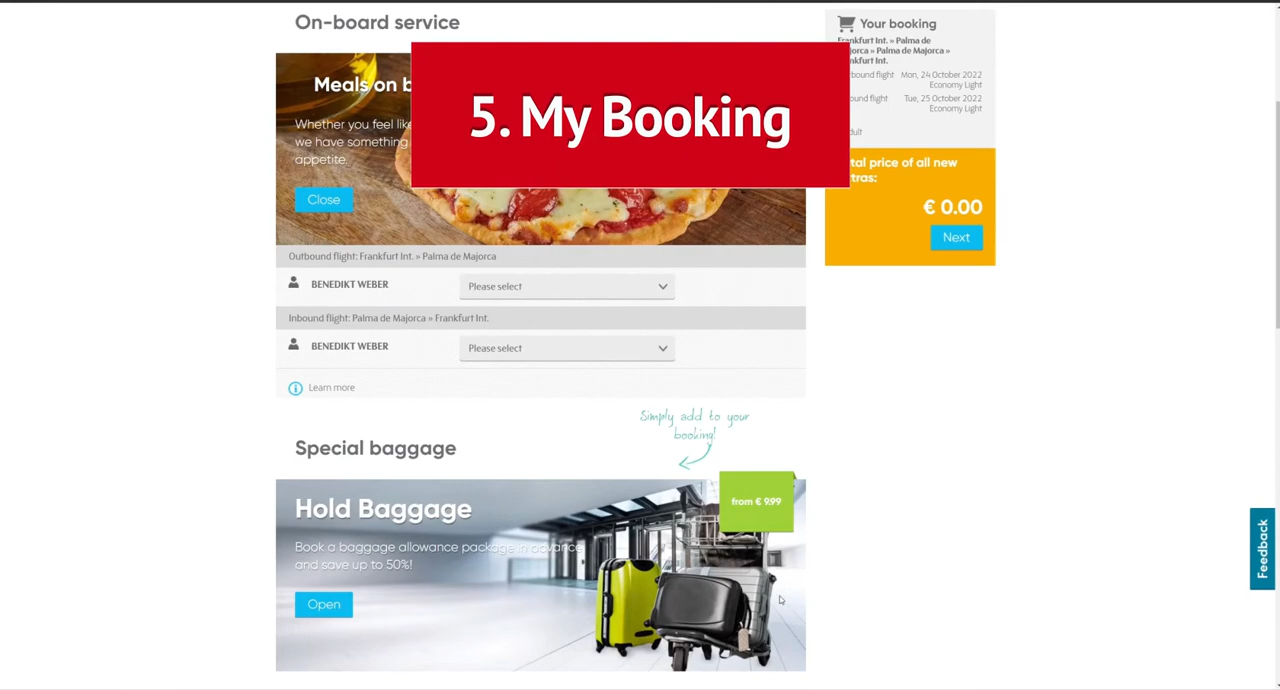 On-board service
Meals on b
Whether you feel like
we have something
appetite.
Close
5. My Booking
Your booking
Frankfurt Int. » Palma de
jorca » Palma de Majorca »
nkfurt Int.
bound flight Mon, 24 October 2022
Economy Light
ound flight Tue, 25 October 2022
Economy Light
dult
tal price of all new
tras:
€ 0.00
Next
Outbound flight: Frankfurt Int. » Palma de Majorca
BENEDIKT WEBER Please select
Inbound flight: Palma de Majorca » Frankfurt Int.
BENEDIKT WEBER Please select
Learn more
Simply add to your
booking!
Special baggage
Hold Baggage
from € 9.99
Book a baggage allowance package in advance
and save up to 50%!
Open
Feedback